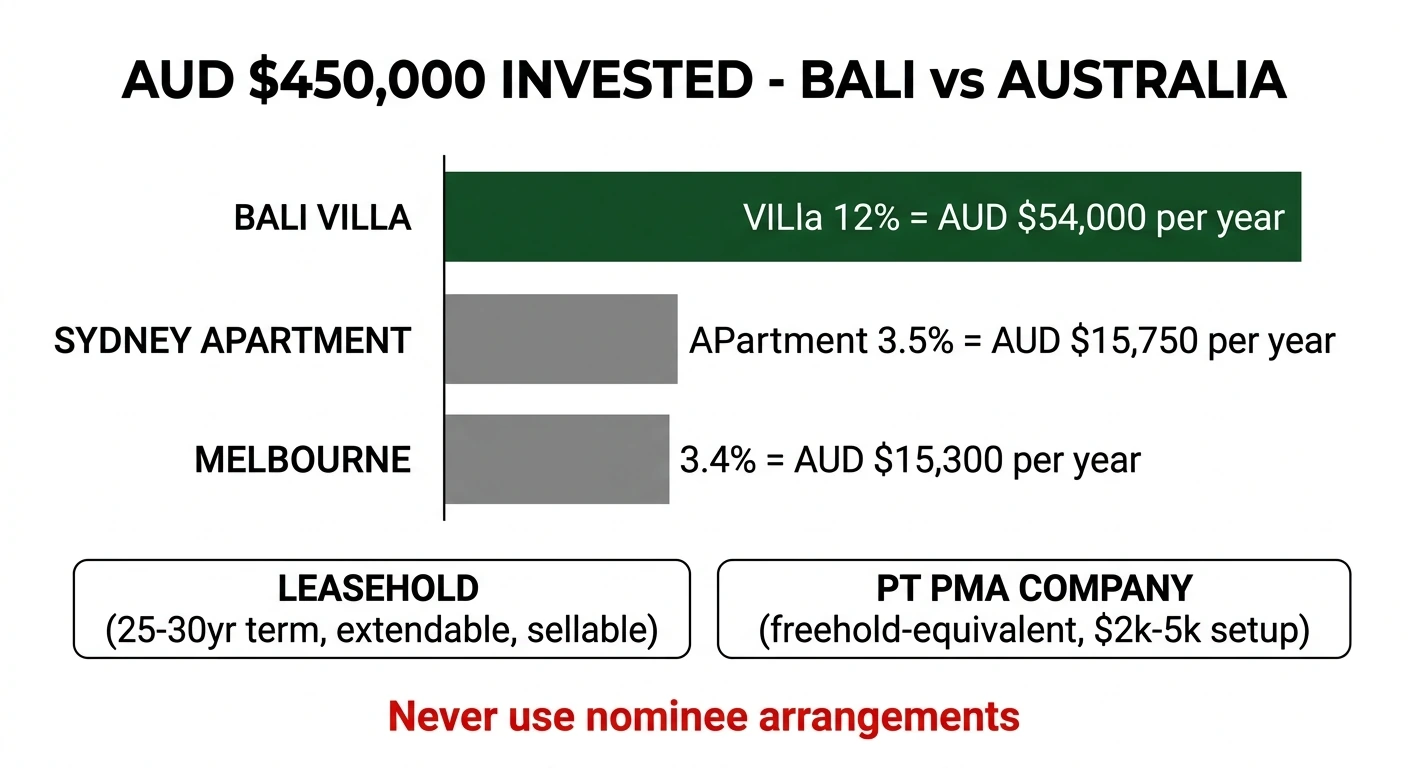 AUD $450,000 INVESTED - BALI vs AUSTRALIA
BALI VILLA
VILla 12% = AUD $54,000 per year
SYDNEY APARTMENT
APartment 3.5% = AUD $15,750 per year
MELBOURNE
3.4% = AUD $15,300 per year
LEASEHOLD
(25-30yr term, extendable, sellable)
PT PMA COMPANY
(freehold-equivalent, $2k-5k setup)
Never use nominee arrangements